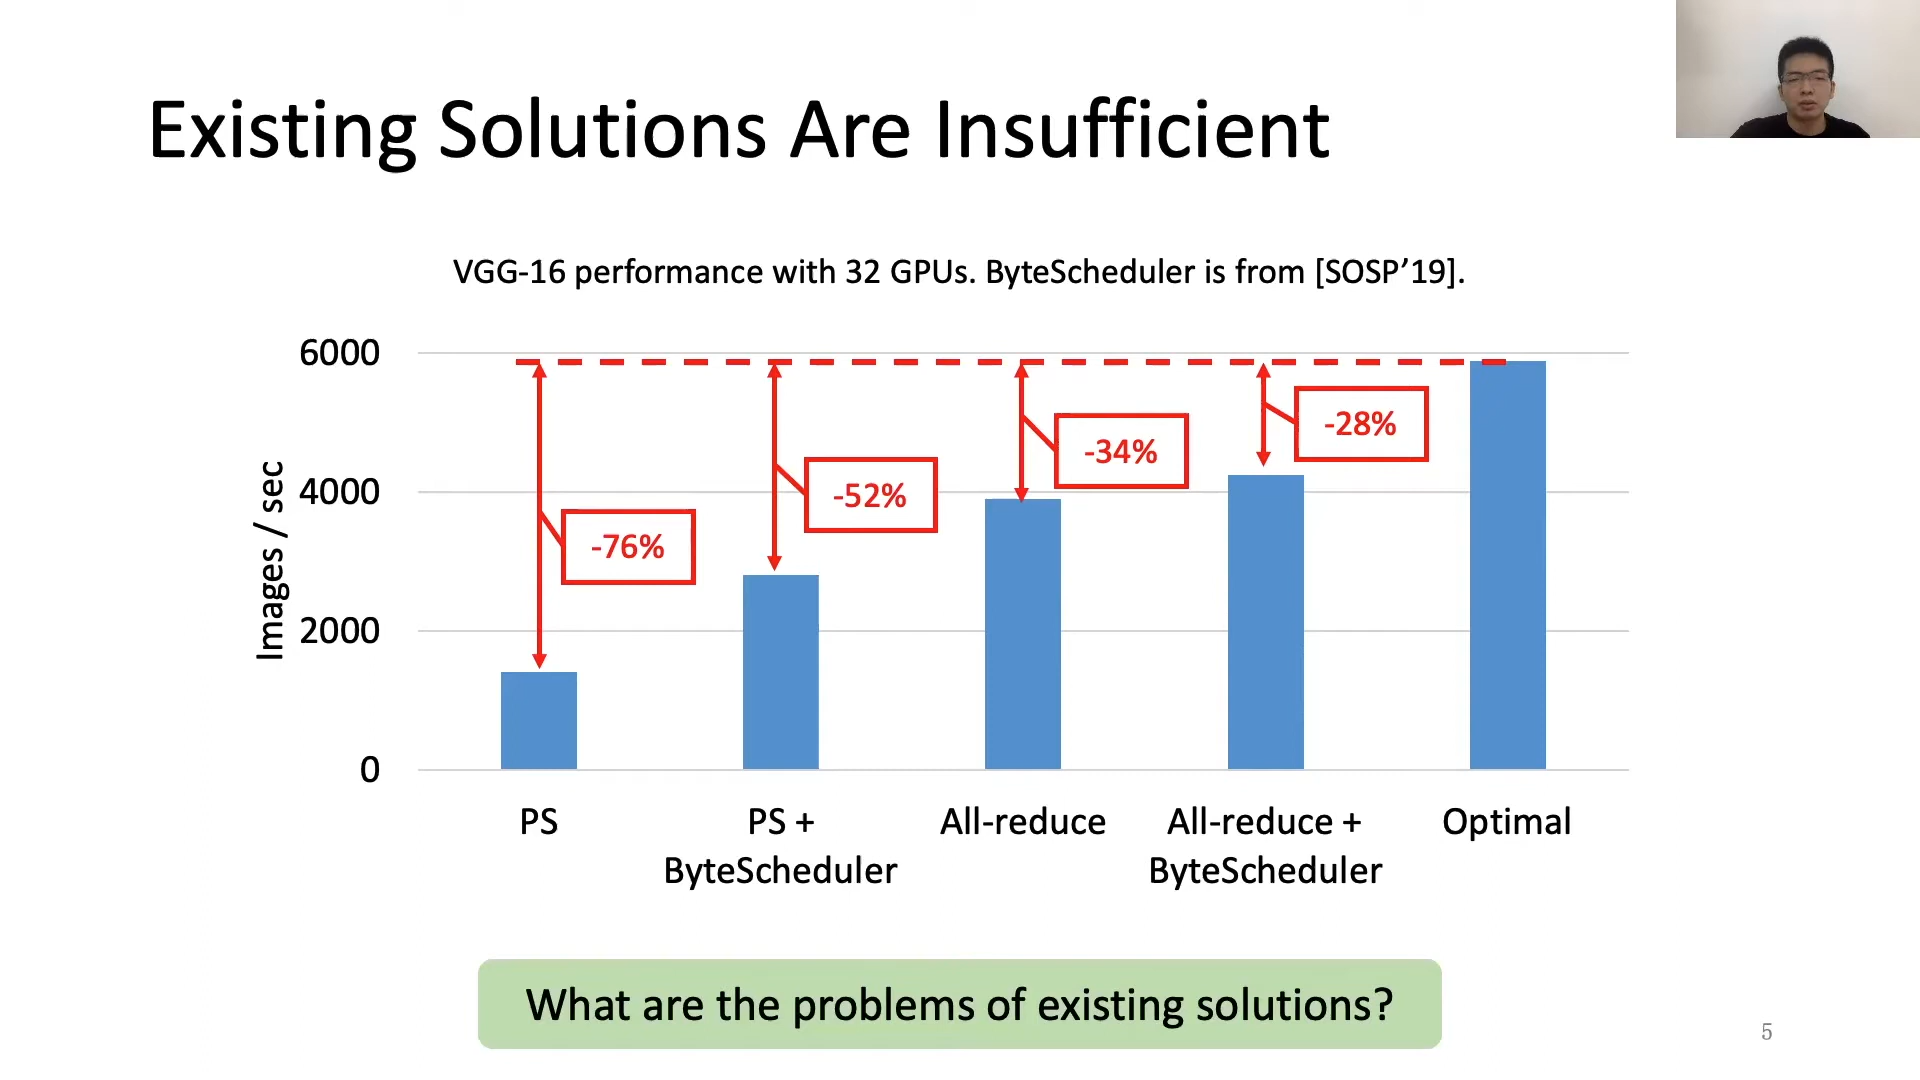 Existing Solutions Are Insufficient
VGG-16 performance with 32 GPUs. ByteScheduler is from [SOSP’19].
6000
4000
2000
0
Images / sec
-76%
-52%
-34%
-28%
PS
PS +
ByteScheduler
All-reduce
All-reduce +
ByteScheduler
Optimal
What are the problems of existing solutions?
5